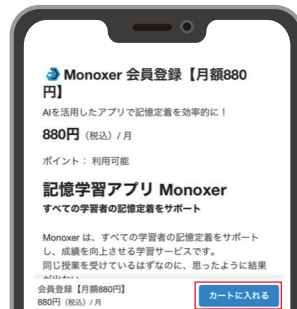 Monoxer 会員登録【月額880
円】
AIを活用したアプリで記憶定着を効率的に！
880円（税込）/ 月
ポイント： 利用可能
記憶学習アプリ Monoxer
すべての学習者の記憶定着をサポート
Monoxer は、すべての学習者の記憶定着をサポート
し、成績を向上させる学習サービスです。
同じ授業を受けているはずなのに、思ったように結果
が出ない
会員登録【月額880円】
880円（税込）/ 月
カートに入れる